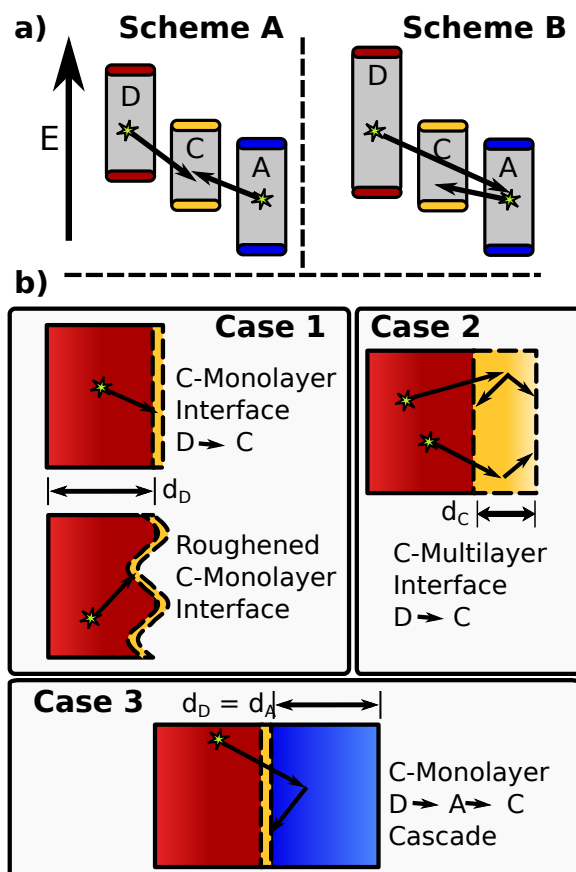 a) Scheme A Scheme B
E
D C A
D C A
b)
Case 1
C-Monolayer
Interface
D → C
d_D
Roughened
C-Monolayer
Interface
Case 2
d_C
C-Multilayer
Interface
D → C
Case 3
d_D = d_A
C-Monolayer
D → A → C
Cascade